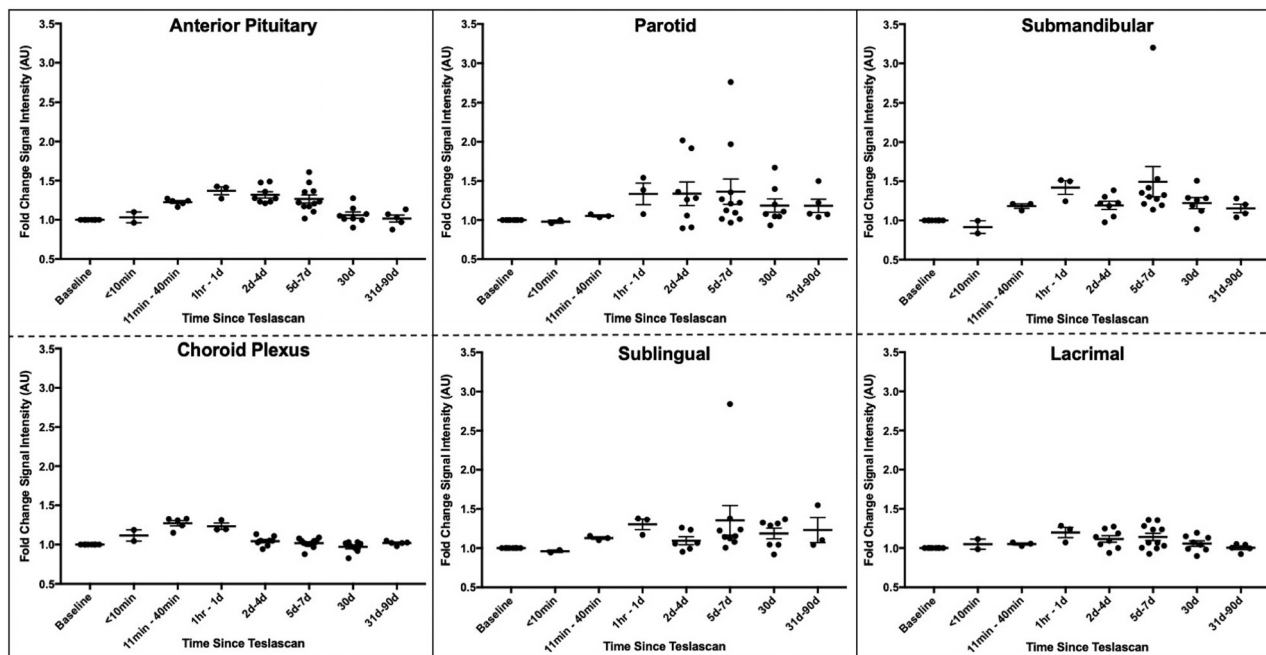 Anterior Pituitary
Fold Change Signal Intensity (AU)
3.5
3.0
2.5
2.0
1.5
1.0
0.5
Baseline
<10min
11min - 40min
1hr - 1d
2d-4d
5d-7d
30d
31d-90d
Time Since Teslascan
Parotid
Fold Change Signal Intensity (AU)
3.5
3.0
2.5
2.0
1.5
1.0
0.5
Baseline
<10min
11min - 40min
1hr - 1d
2d-4d
5d-7d
30d
31d-90d
Time Since Teslascan
Submandibular
Fold Change Signal Intensity (AU)
3.5
3.0
2.5
2.0
1.5
1.0
0.5
Baseline
<10min
11min - 40min
1hr - 1d
2d-4d
5d-7d
30d
31d-90d
Time Since Teslascan
Choroid Plexus
Fold Change Signal Intensity (AU)
3.5
3.0
2.5
2.0
1.5
1.0
0.5
Baseline
<10min
11min - 40min
1hr - 1d
2d-4d
5d-7d
30d
31d-90d
Time Since Teslascan
Sublingual
Fold Change Signal Intensity (AU)
3.5
3.0
2.5
2.0
1.5
1.0
0.5
Baseline
<10min
11min - 40min
1hr - 1d
2d-4d
5d-7d
30d
31d-90d
Time Since Teslascan
Lacrimal
Fold Change Signal Intensity (AU)
3.5
3.0
2.5
2.0
1.5
1.0
0.5
Baseline
<10min
11min - 40min
1hr - 1d
2d-4d
5d-7d
30d
31d-90d
Time Since Teslascan